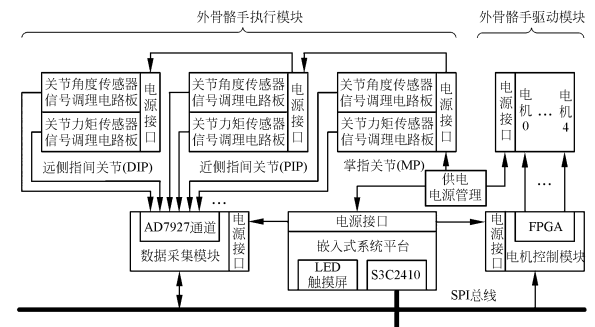 外骨骼手执行模块
外骨骼手驱动模块
关节角度传感器
信号调理电路板
关节力矩传感器
信号调理电路板
电源接口
远侧指间关节(DIP)
关节角度传感器
信号调理电路板
关节力矩传感器
信号调理电路板
电源接口
近侧指间关节(PIP)
关节角度传感器
信号调理电路板
关节力矩传感器
信号调理电路板
电源接口
掌指关节(MP)
电源接口
电机0
…
电机4
供电
电源管理
…
…
AD7927通道
数据采集模块
电源接口
电源接口
嵌入式系统平台
LED
触摸屏
S3C2410
电源接口
FPGA
电机控制模块
SPI总线